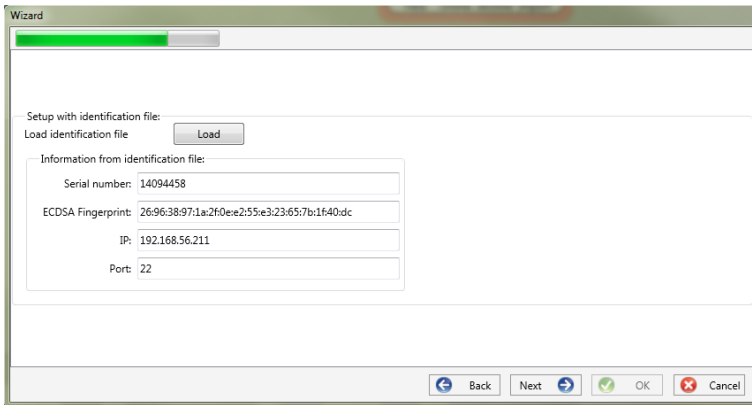 Wizard
Setup with identification file:
Load identification file Load
Information from identification file:
Serial number: 14094458
ECDSA Fingerprint: 26:96:38:97:1a:2f:0e:e2:55:e3:23:65:7b:1f:40:dc
IP: 192.168.56.211
Port: 22
Back Next OK Cancel